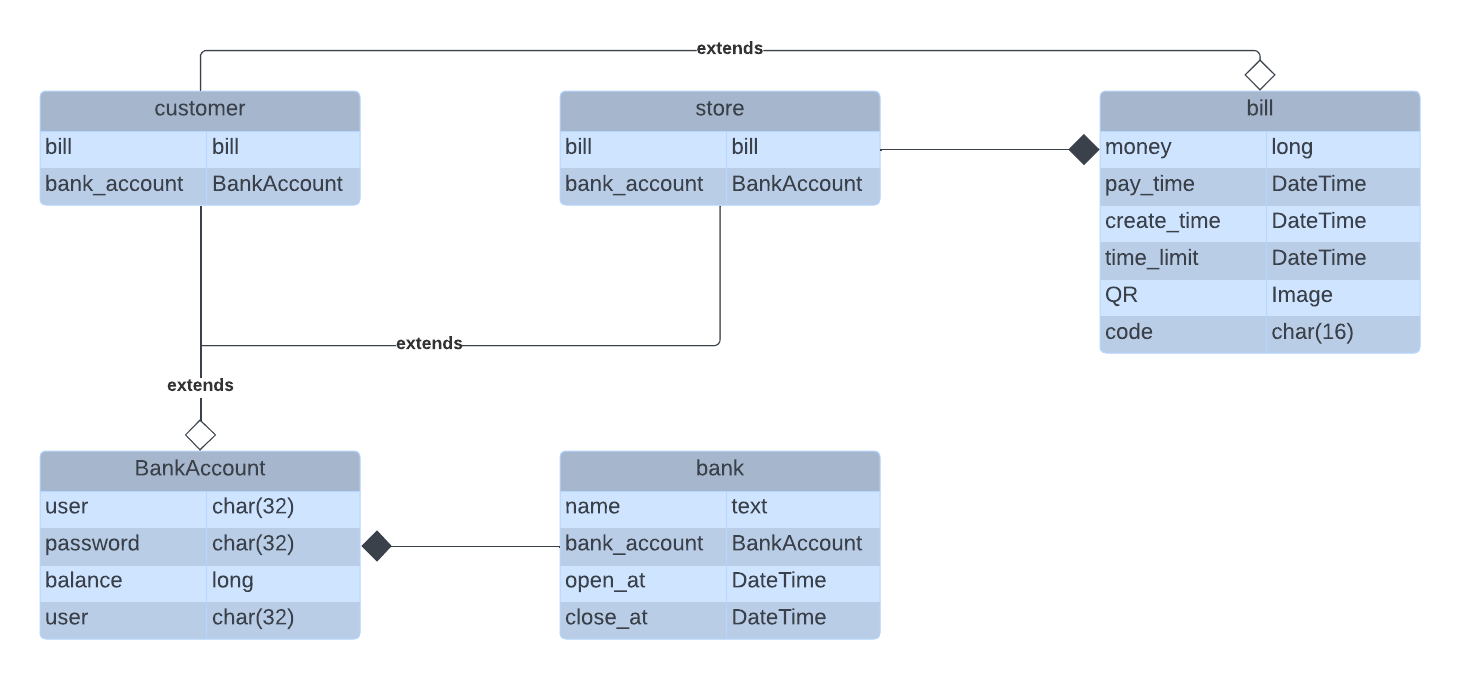 extends
customer
bill bill
bank_account BankAccount
store
bill bill
bank_account BankAccount
bill
money long
pay_time DateTime
create_time DateTime
time_limit DateTime
QR Image
code char(16)
extends
extends
BankAccount
user char(32)
password char(32)
balance long
user char(32)
bank
name text
bank_account BankAccount
open_at DateTime
close_at DateTime